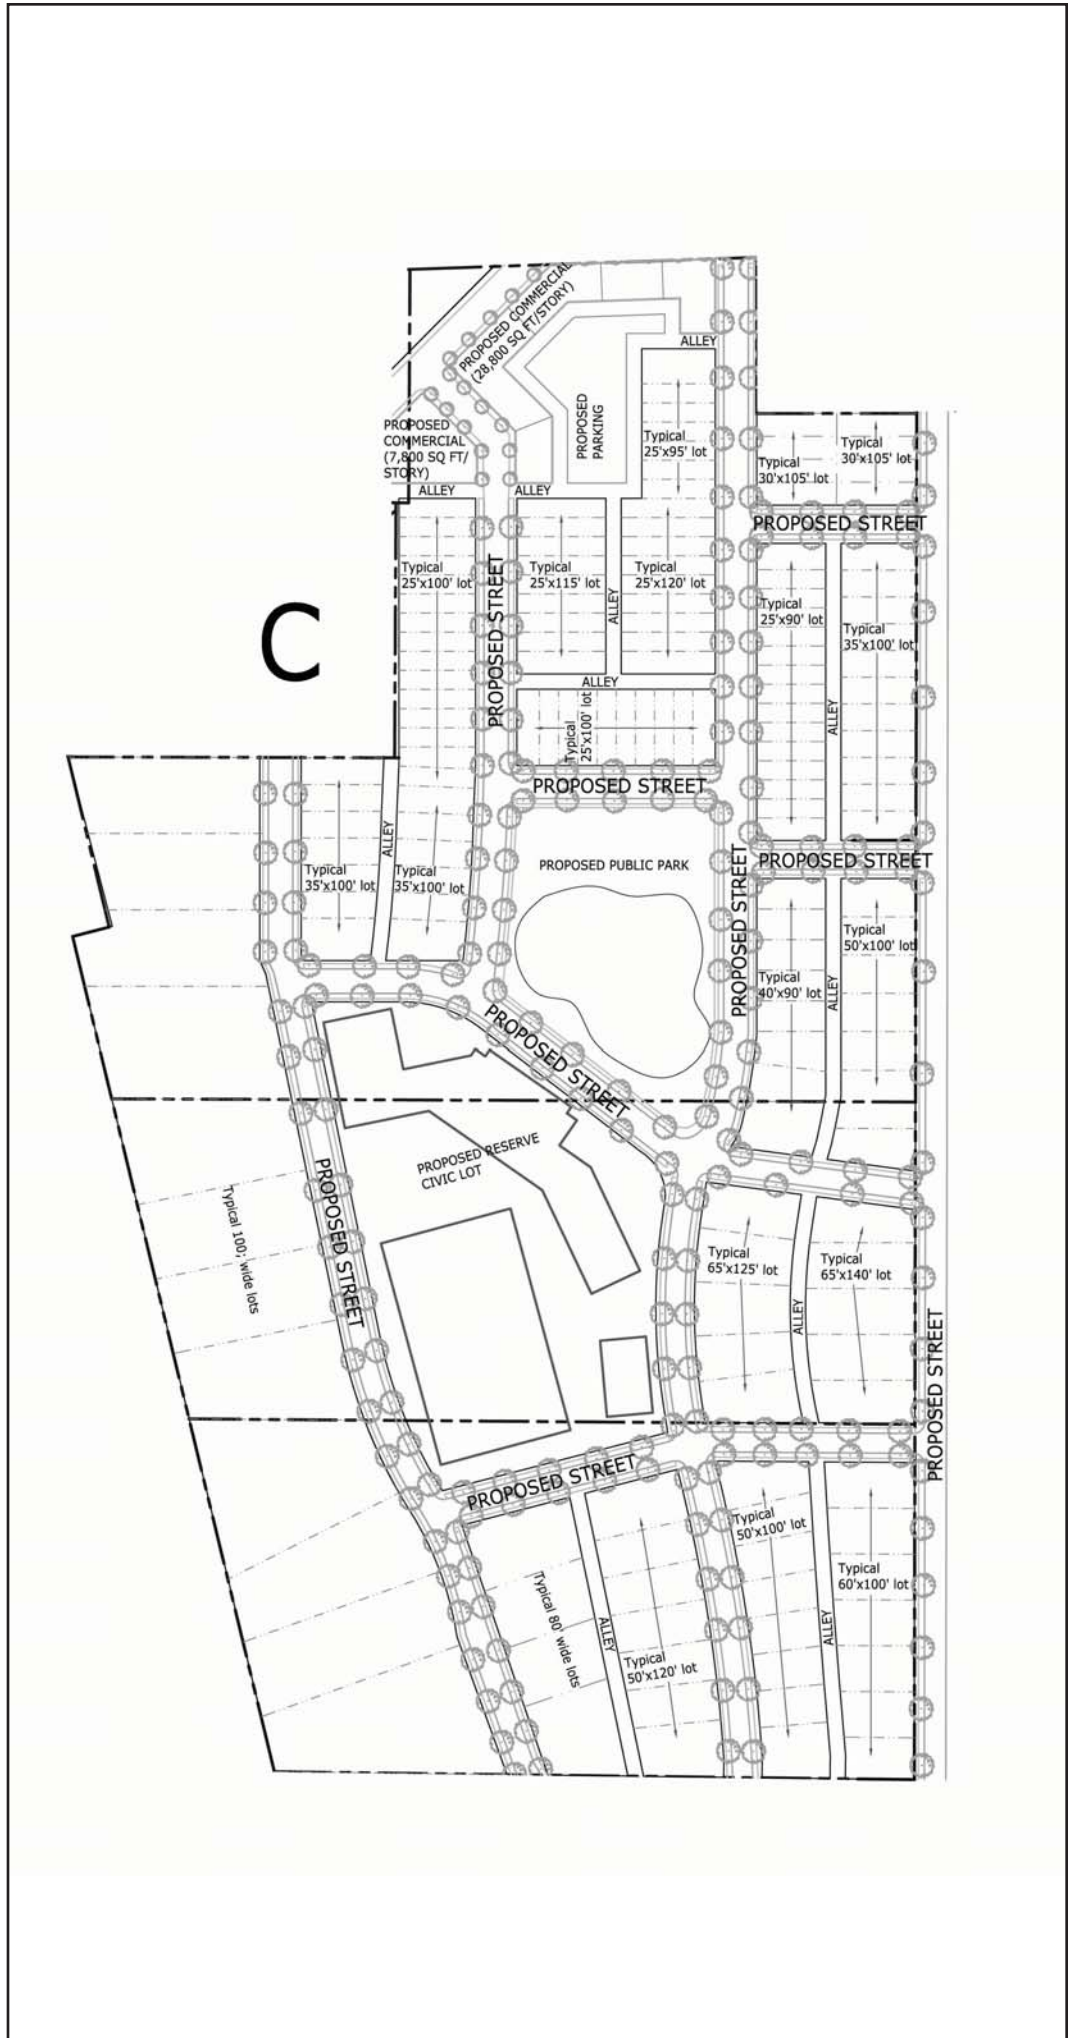 PROPOSED COMMERCIAL
(28,800 SQ FT/STORY)
ALLEY
PROPOSED
COMMERCIAL
(7,800 SQ FT/
STORY)
PROPOSED
PARKING
Typical
25'x95' lot
Typical
30'x105' lot
Typical
30'x105' lot
ALLEY
ALLEY
PROPOSED STREET
Typical
25'x100' lot
PROPOSED STREET
Typical
25'x115' lot
ALLEY
Typical
25'x120' lot
Typical
25'x90' lot
Typical
35'x100' lot
C
ALLEY
Typical
25'x100' lot
ALLEY
PROPOSED STREET
ALLEY
Typical
35'x100' lot
Typical
35'x100' lot
PROPOSED PUBLIC PARK
PROPOSED STREET
PROPOSED STREET
Typical
50'x100' lot
Typical
40'x90' lot
ALLEY
PROPOSED STREET
PROPOSED RESERVE
CIVIC LOT
Typical 100; wide lots
PROPOSED STREET
Typical
65'x125' lot
Typical
65'x140' lot
ALLEY
PROPOSED STREET
PROPOSED STREET
Typical
50'x100' lot
Typical
60'x100' lot
Typical 80' wide lots
ALLEY
Typical
50'x120' lot
ALLEY